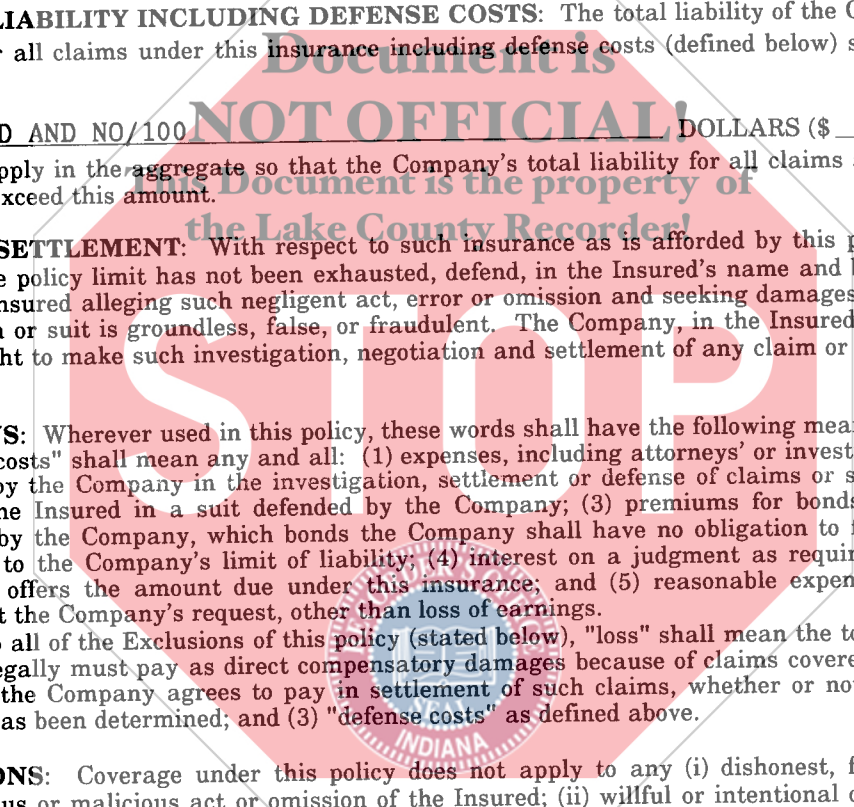 LIABILITY INCLUDING DEFENSE COSTS: The total liability of the
all claims under this insurance including defense costs (defined below)
Document is
NOT OFFICIAL!
AND NO/100 DOLLARS ($
apply in the aggregate so that the Company's total liability for all claims
This Document is the property of
exceed this amount.
the Lake County Recorder!
SETTLEMENT: With respect to such insurance as is afforded by this
policy limit has not been exhausted, defend, in the Insured's name and
nsured alleging such negligent act, error or omission and seeking damages
or suit is groundless, false, or fraudulent. The Company, in the Insured
ht to make such investigation, negotiation and settlement of any claim or
STOP
S: Wherever used in this policy, these words shall have the following mea
costs" shall mean any and all: (1) expenses, including attorneys' or invest
by the Company in the investigation, settlement or defense of claims or s
he Insured in a suit defended by the Company; (3) premiums for bonds
by the Company, which bonds the Company shall have no obligation to
to the Company's limit of liability; (4) interest on a judgment as requir
offers the amount due under this insurance; and (5) reasonable expen
t the Company's request, other than loss of earnings.
all of the Exclusions of this policy (stated below), "loss" shall mean the to
egally must pay as direct compensatory damages because of claims covere
the Company agrees to pay in settlement of such claims, whether or no
as been determined; and (3) "defense costs" as defined above.
SEAL
INDIANA
ONS: Coverage under this policy does not apply to any (i) dishonest,
us or malicious act or omission of the Insured; (ii) willful or intentional